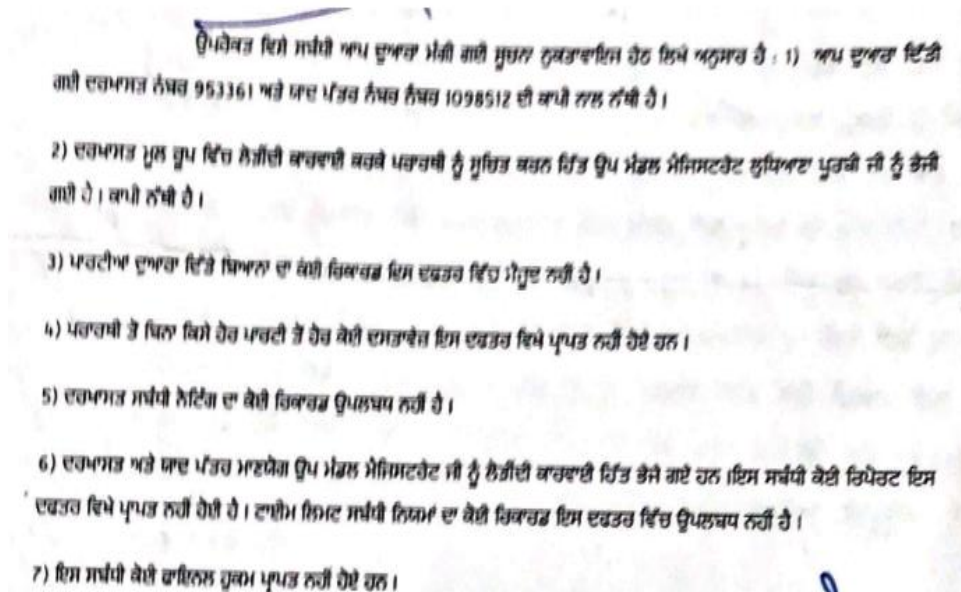 ਉਪਰੋਕਤ ਵਿਸੇ ਸਬੰਧੀ ਆਪ ਦੁਆਰਾ ਮੰਗੀ ਗਈ ਸੂਚਨਾ ਨੁਕਤਾਵਾਇਜ ਹੇਠ ਲਿਖੇ ਅਨੁਸਾਰ ਹੈ : 1) ਆਪ ਦੁਆਰਾ ਦਿੱਤੀ
ਗਈ ਦਰਖਾਸਤ ਨੰਬਰ 953361 ਅਤੇ ਯਾਦ ਪੱਤਰ ਨੰਬਰ ਨੰਬਰ 1098512 ਦੀ ਕਾਪੀ ਨਾਲ ਨੱਥੀ ਹੈ।
2) ਦਰਖਾਸਤ ਮੂਲ ਰੂਪ ਵਿੱਚ ਲੋੜੀਂਦੀ ਕਾਰਵਾਈ ਕਰਕੇ ਪਰਾਰਥੀ ਨੂੰ ਸੂਚਿਤ ਕਰਨ ਹਿੱਤ ਉਪ ਮੰਡਲ ਮੈਜਿਸਟਰੇਟ ਲੁਧਿਆਣਾ ਪੂਰਬੀ ਜੀ ਨੂੰ ਭੇਜੀ
ਗਈ ਹੈ। ਕਾਪੀ ਨੱਥੀ ਹੈ।
3) ਪਾਰਟੀਆਂ ਦੁਆਰਾ ਦਿੱਤੇ ਬਿਆਨਾ ਦਾ ਕੋਈ ਰਿਕਾਰਡ ਇਸ ਦਫਤਰ ਵਿੱਚ ਮੌਜੂਦ ਨਹੀਂ ਹੈ।
4) ਪਰਾਰਥੀ ਤੋਂ ਬਿਨਾ ਕਿਸੇ ਹੋਰ ਪਾਰਟੀ ਤੋਂ ਹੋਰ ਕੋਈ ਦਸਤਾਵੇਜ਼ ਇਸ ਦਫਤਰ ਵਿਖੇ ਪ੍ਰਾਪਤ ਨਹੀਂ ਹੋਏ ਹਨ।
5) ਦਰਖਾਸਤ ਸਬੰਧੀ ਨੋਟਿੰਗ ਦਾ ਕੋਈ ਰਿਕਾਰਡ ਉਪਲਬਧ ਨਹੀਂ ਹੈ।
6) ਦਰਖਾਸਤ ਅਤੇ ਯਾਦ ਪੱਤਰ ਮਾਣਯੋਗ ਉਪ ਮੰਡਲ ਮੈਜਿਸਟਰੇਟ ਜੀ ਨੂੰ ਲੋੜੀਂਦੀ ਕਾਰਵਾਈ ਹਿੱਤ ਭੇਜੇ ਗਏ ਹਨ ।ਇਸ ਸਬੰਧੀ ਕੋਈ ਰਿਪੋਰਟ ਇਸ
ਦਫਤਰ ਵਿਖੇ ਪ੍ਰਾਪਤ ਨਹੀਂ ਹੋਈ ਹੈ। ਟਾਈਮ ਲਿਮਟ ਸਬੰਧੀ ਨਿਯਮਾਂ ਦਾ ਕੋਈ ਰਿਕਾਰਡ ਇਸ ਦਫਤਰ ਵਿੱਚ ਉਪਲਬਧ ਨਹੀਂ ਹੈ।
7) ਇਸ ਸਬੰਧੀ ਕੋਈ ਫਾਇਨਲ ਹੁਕਮ ਪ੍ਰਾਪਤ ਨਹੀਂ ਹੋਏ ਹਨ।